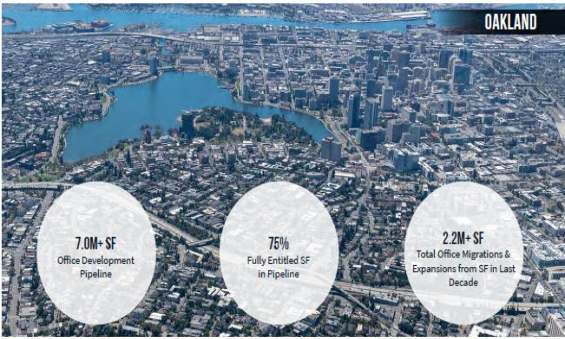 OAKLAND
7.0M+ SF
Office Development
Pipeline
75%
Fully Entitled SF
in Pipeline
2.2M+ SF
Total Office Migrations &
Expansions from SF in Last
Decade